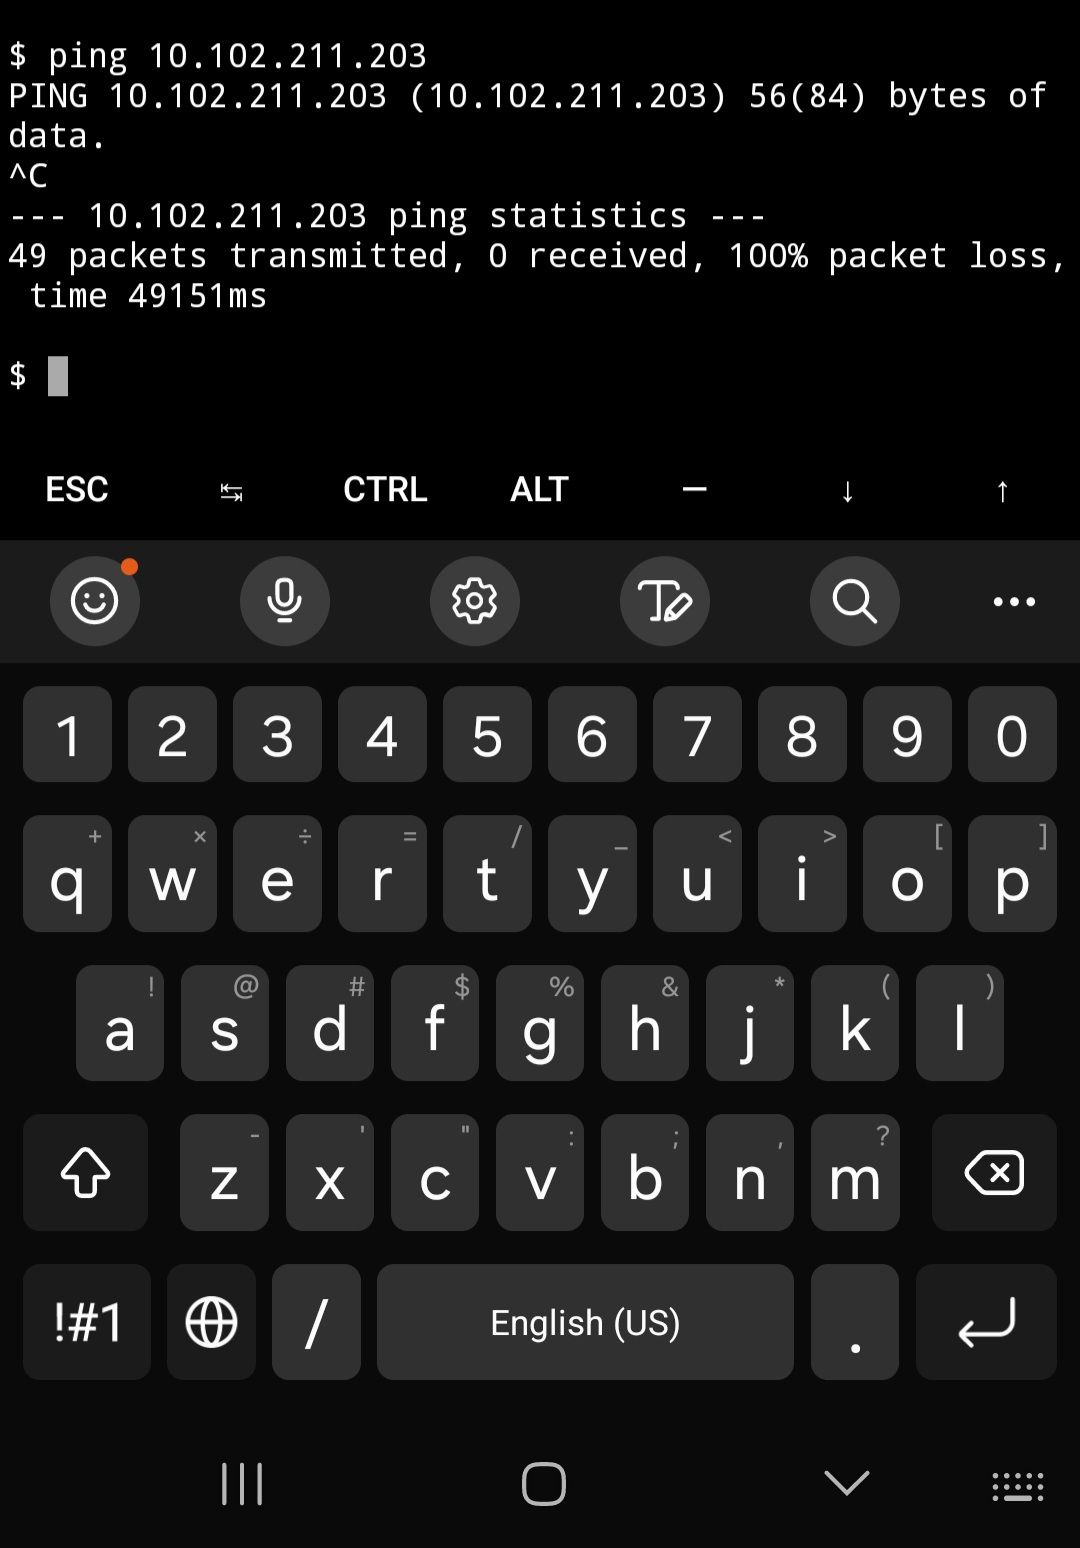 $ ping 10.102.211.203
PING 10.102.211.203 (10.102.211.203) 56(84) bytes of
data.
^C
--- 10.102.211.203 ping statistics ---
49 packets transmitted, 0 received, 100% packet loss,
 time 49151ms
$
ESC ↹ CTRL ALT — ↓ ↑
1 2 3 4 5 6 7 8 9 0
+ × ÷ = / _ < > [ ]
q w e r t y u i o p
! @ # $ % & * ( )
a s d f g h j k l
- ' " : ; , ?
z x c v b n m
!#1 / English (US) .